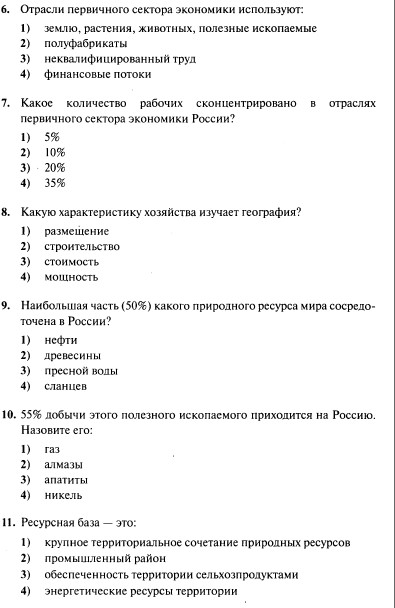 6. Отрасли первичного сектора экономики используют:
1) землю, растения, животных, полезные ископаемые
2) полуфабрикаты
3) неквалифицированный труд
4) финансовые потоки
7. Какое количество рабочих сконцентрировано в отраслях
первичного сектора экономики России?
1) 5%
2) 10%
3) 20%
4) 35%
8. Какую характеристику хозяйства изучает география?
1) размещение
2) строительство
3) стоимость
4) мощность
9. Наибольшая часть (50%) какого природного ресурса мира сосредо-
точена в России?
1) нефти
2) древесины
3) пресной воды
4) сланцев
10. 55% добычи этого полезного ископаемого приходится на Россию.
Назовите его:
1) газ
2) алмазы
3) апатиты
4) никель
11. Ресурсная база — это:
1) крупное территориальное сочетание природных ресурсов
2) промышленный район
3) обеспеченность территории сельхозпродуктами
4) энергетические ресурсы территории